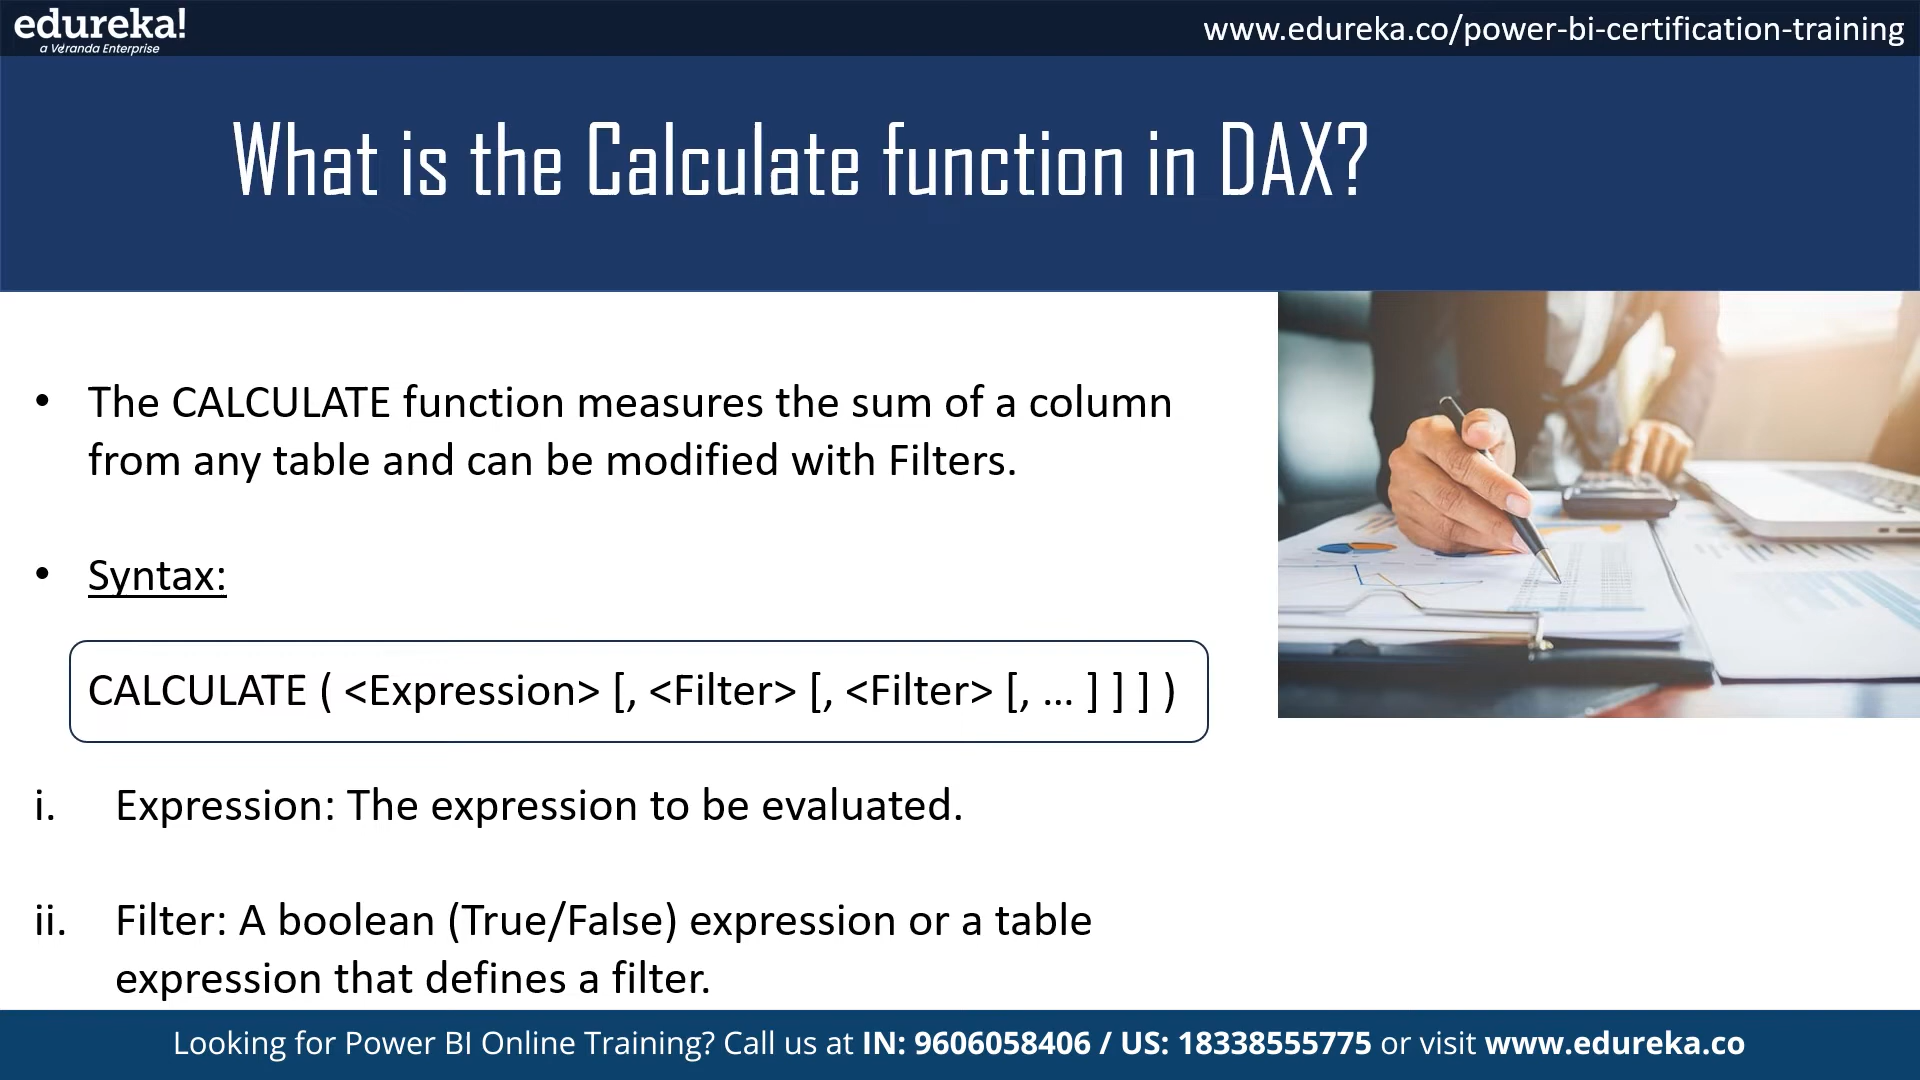 edureka!
a Veranda Enterprise
www.edureka.co/power-bi-certification-training
What is the Calculate function in DAX?
• The CALCULATE function measures the sum of a column
from any table and can be modified with Filters.
• Syntax:
CALCULATE ( <Expression> [, <Filter> [, <Filter> [, … ] ] ] )
i. Expression: The expression to be evaluated.
ii. Filter: A boolean (True/False) expression or a table
expression that defines a filter.
Looking for Power BI Online Training? Call us at IN: 9606058406 / US: 18338555775 or visit www.edureka.co